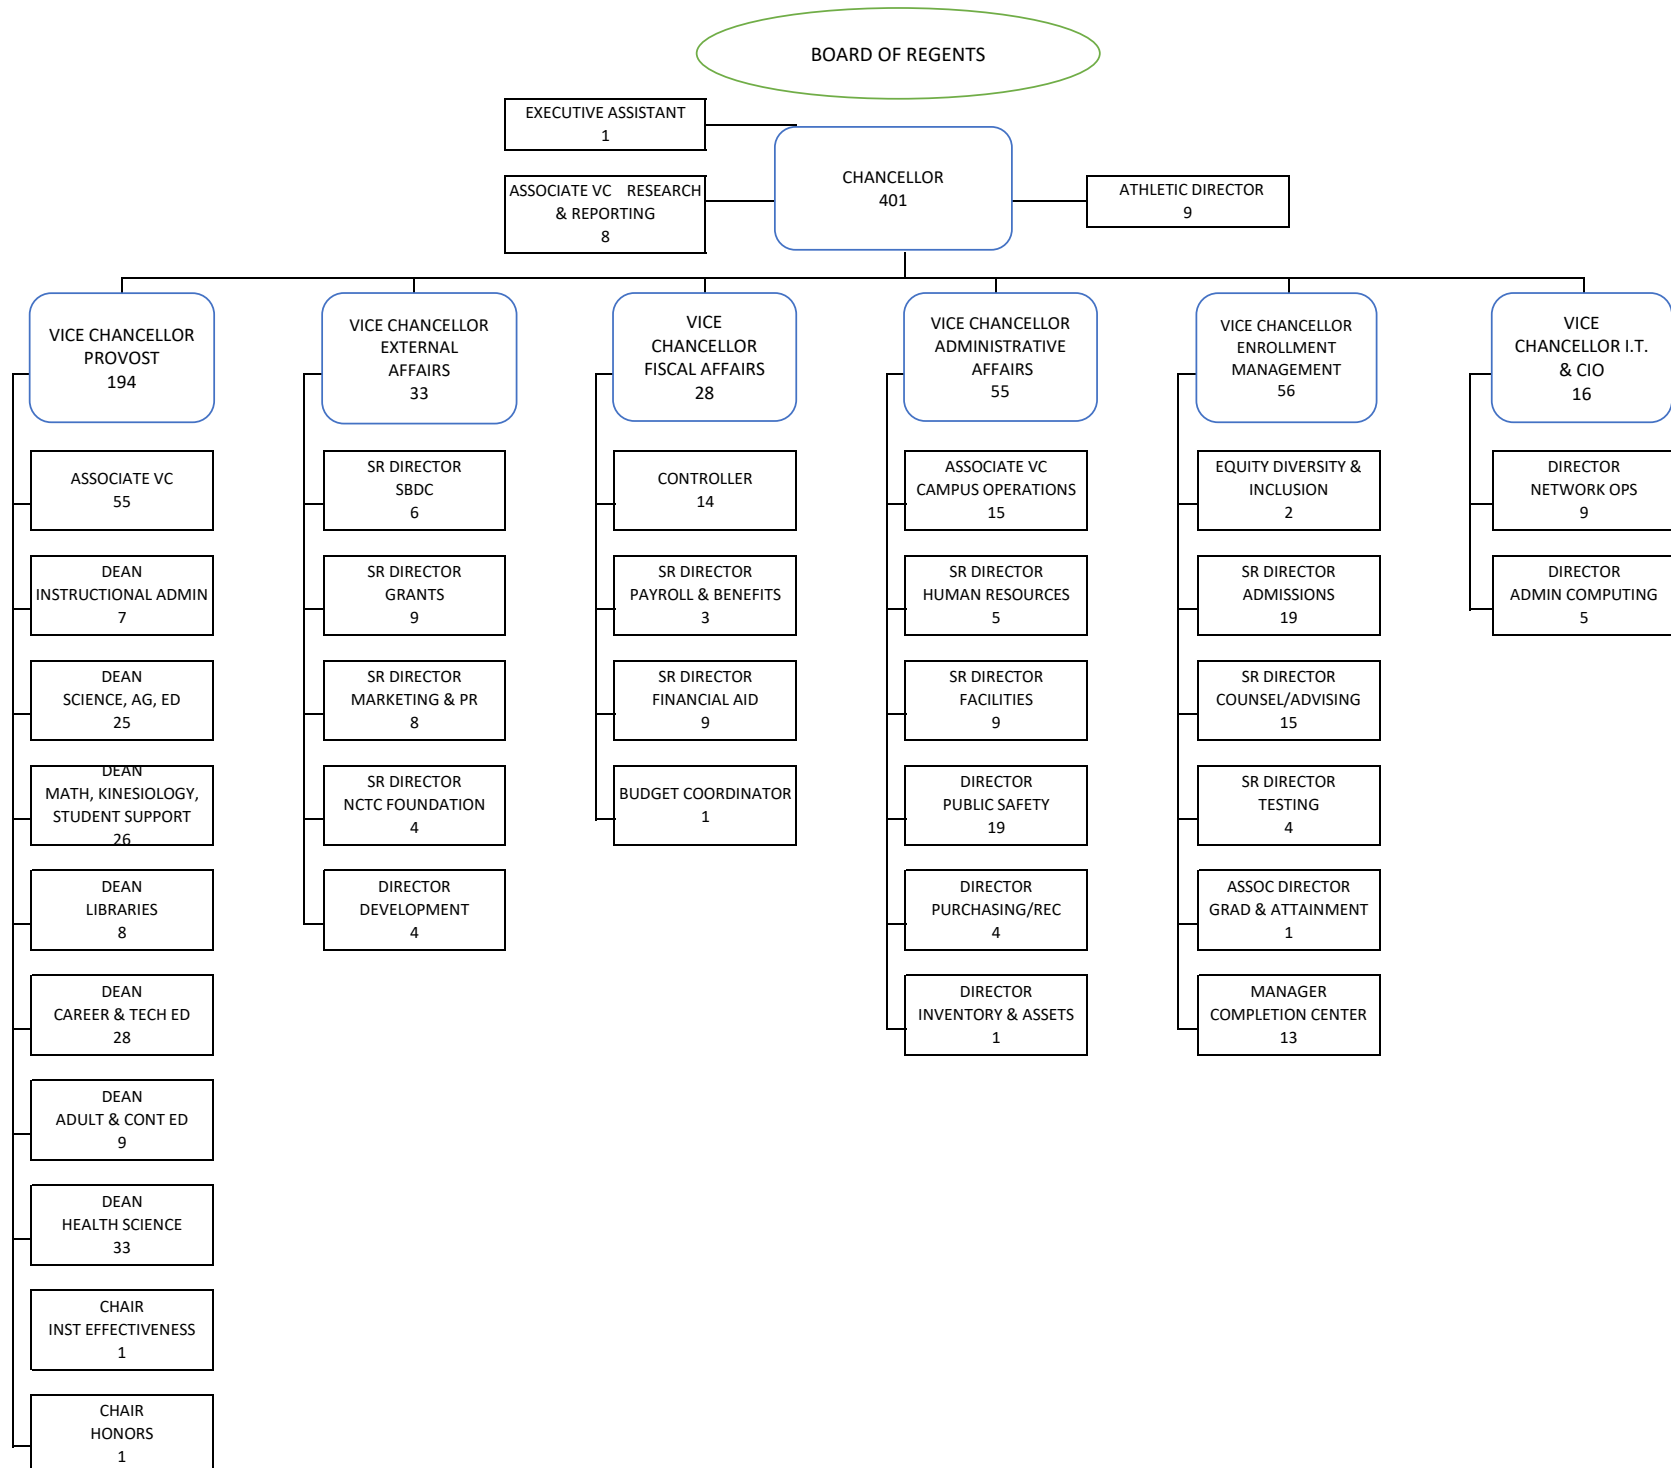 BOARD OF REGENTS
EXECUTIVE ASSISTANT
1
CHANCELLOR
401
ASSOCIATE VC RESEARCH
& REPORTING
8
ATHLETIC DIRECTOR
9
VICE CHANCELLOR
PROVOST
194
ASSOCIATE VC
55
DEAN
INSTRUCTIONAL ADMIN
7
DEAN
SCIENCE, AG, ED
25
DEAN
MATH, KINESIOLOGY,
STUDENT SUPPORT
26
DEAN
LIBRARIES
8
DEAN
CAREER & TECH ED
28
DEAN
ADULT & CONT ED
9
DEAN
HEALTH SCIENCE
33
CHAIR
INST EFFECTIVENESS
1
CHAIR
HONORS
1
VICE CHANCELLOR
EXTERNAL
AFFAIRS
33
SR DIRECTOR
SBDC
6
SR DIRECTOR
GRANTS
9
SR DIRECTOR
MARKETING & PR
8
SR DIRECTOR
NCTC FOUNDATION
4
DIRECTOR
DEVELOPMENT
4
VICE
CHANCELLOR
FISCAL AFFAIRS
28
CONTROLLER
14
SR DIRECTOR
PAYROLL & BENEFITS
3
SR DIRECTOR
FINANCIAL AID
9
BUDGET COORDINATOR
1
VICE CHANCELLOR
ADMINISTRATIVE
AFFAIRS
55
ASSOCIATE VC
CAMPUS OPERATIONS
15
SR DIRECTOR
HUMAN RESOURCES
5
SR DIRECTOR
FACILITIES
9
DIRECTOR
PUBLIC SAFETY
19
DIRECTOR
PURCHASING/REC
4
DIRECTOR
INVENTORY & ASSETS
1
VICE CHANCELLOR
ENROLLMENT
MANAGEMENT
56
EQUITY DIVERSITY &
INCLUSION
2
SR DIRECTOR
ADMISSIONS
19
SR DIRECTOR
COUNSEL/ADVISING
15
SR DIRECTOR
TESTING
4
ASSOC DIRECTOR
GRAD & ATTAINMENT
1
MANAGER
COMPLETION CENTER
13
VICE
CHANCELLOR I.T.
& CIO
16
DIRECTOR
NETWORK OPS
9
DIRECTOR
ADMIN COMPUTING
5